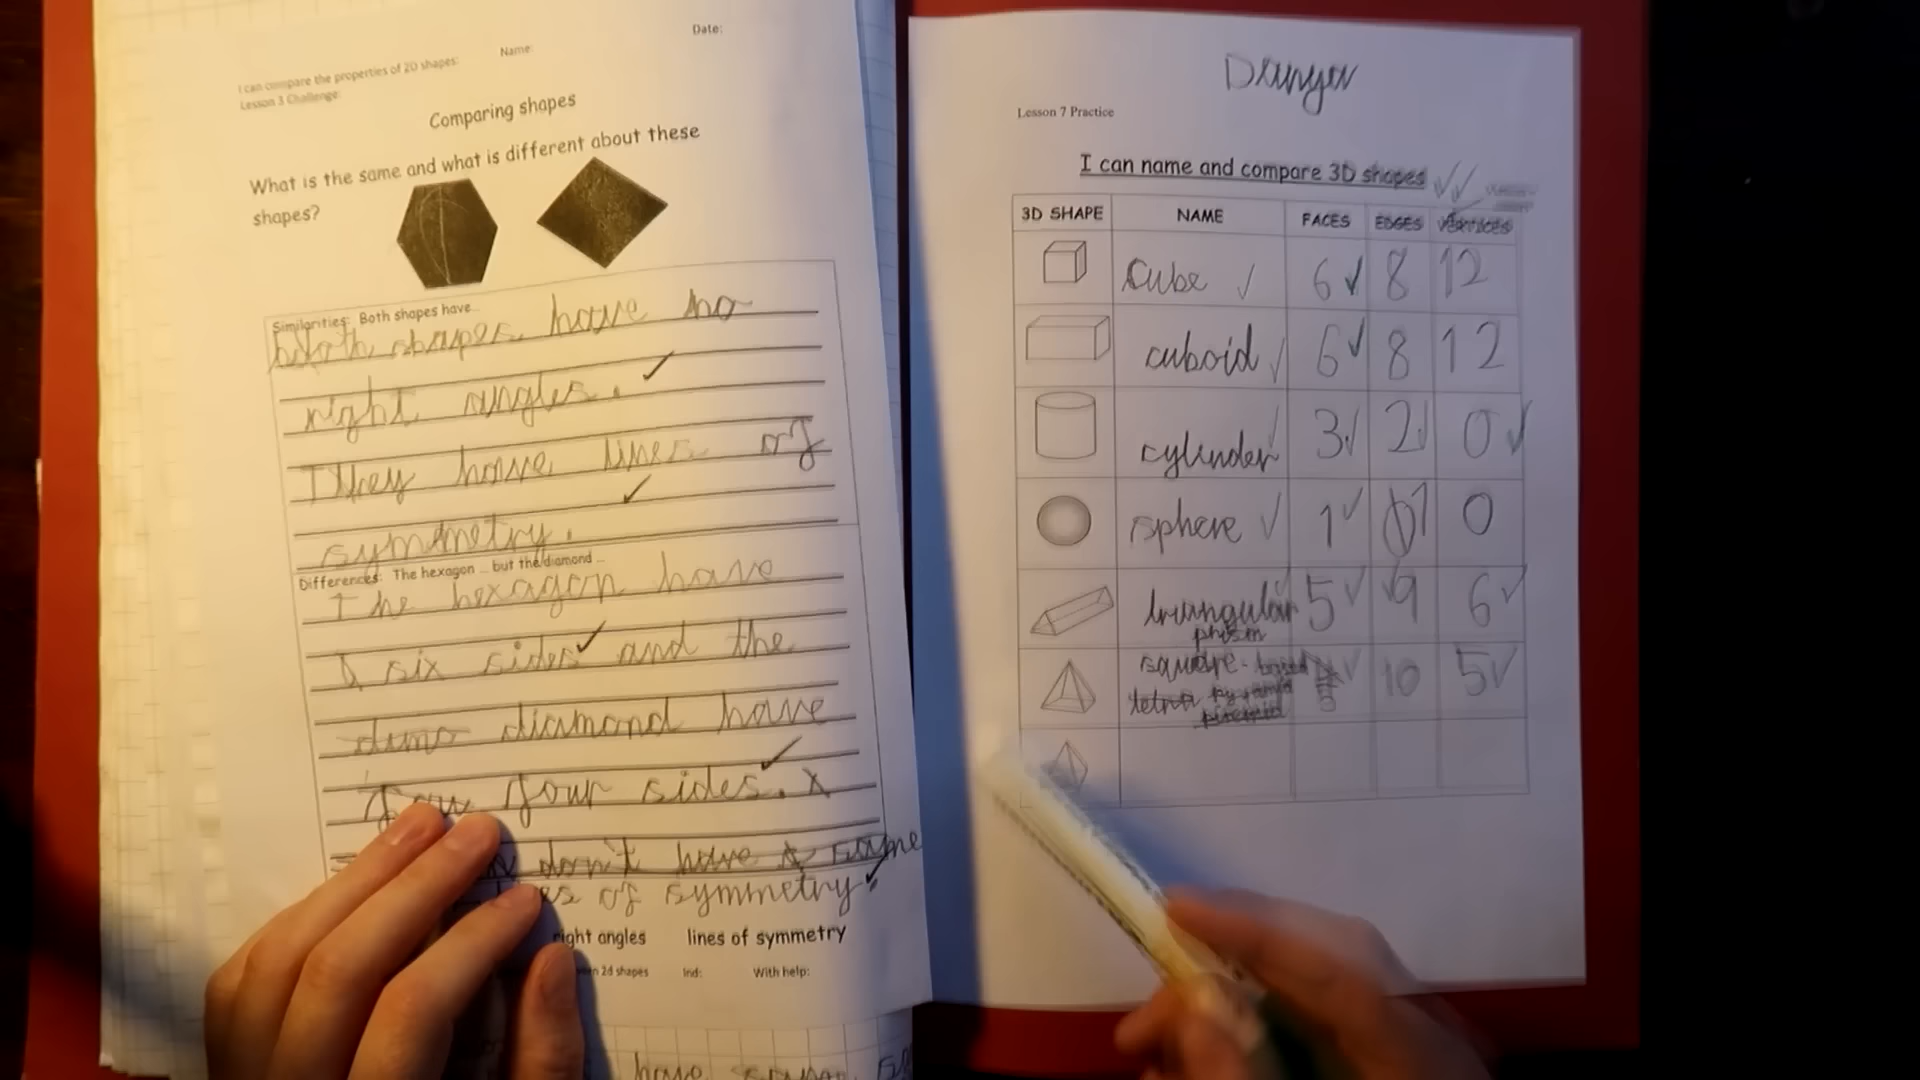 Date:
Name:
I can compare the properties of 2D shapes:
Lesson 3 Challenge:
Comparing shapes
What is the same and what is different about these
shapes?
Similarities: Both shapes have...
both shapes have no
right angles.
They have lines of
symmetry.
Differences: The hexagon ... but the diamond ...
The hexagon have
six sides and the
diamond have
four sides.
don't have same
of symmetry
right angles lines of symmetry
2d shapes Ind: With help:
have
Lesson 7 Practice
I can name and compare 3D shapes
3D SHAPE NAME FACES EDGES VERTICES
cube 6 8 12
cuboid 6 8 12
cylinder 3 2 0
sphere 1 1 0
triangular 5 9 6
prism
square-based 10 5